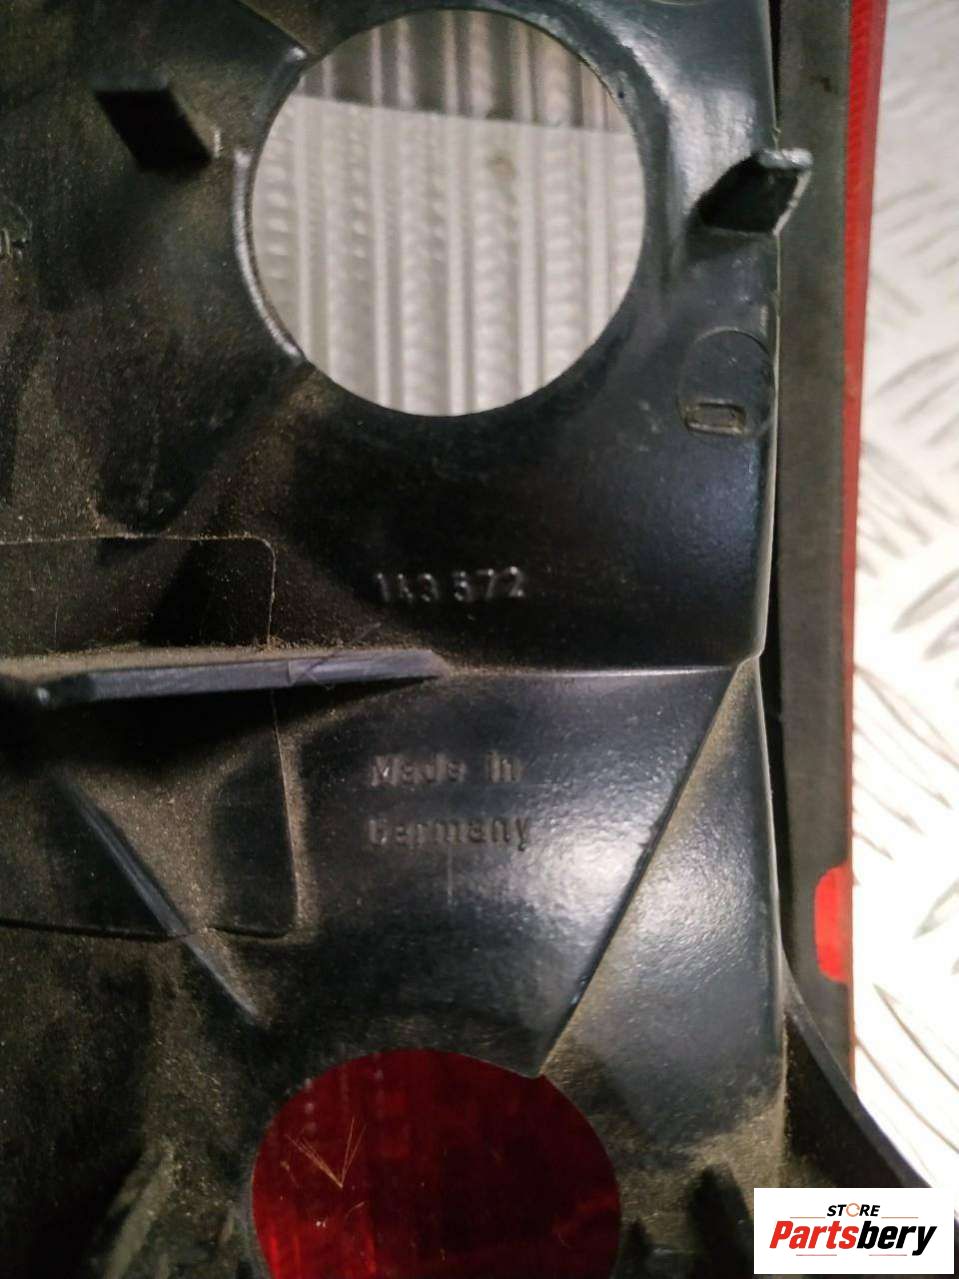 143 572
Made in
Germany
STORE
Partsbery